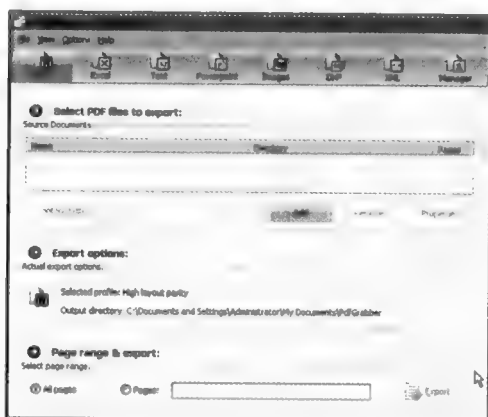 File View Options Help
Excel Text Powerpoint Images DXF XML Manager
Select PDF files to export:
Source Documents
Name Directory Pages
Export options:
Actual export options.
Selected profile: High layout parity
Output directory: C:\Documents and Settings\Administrator\My Documents\PdfGrabber
Page range & export:
Select page range.
All pages Pages: Export